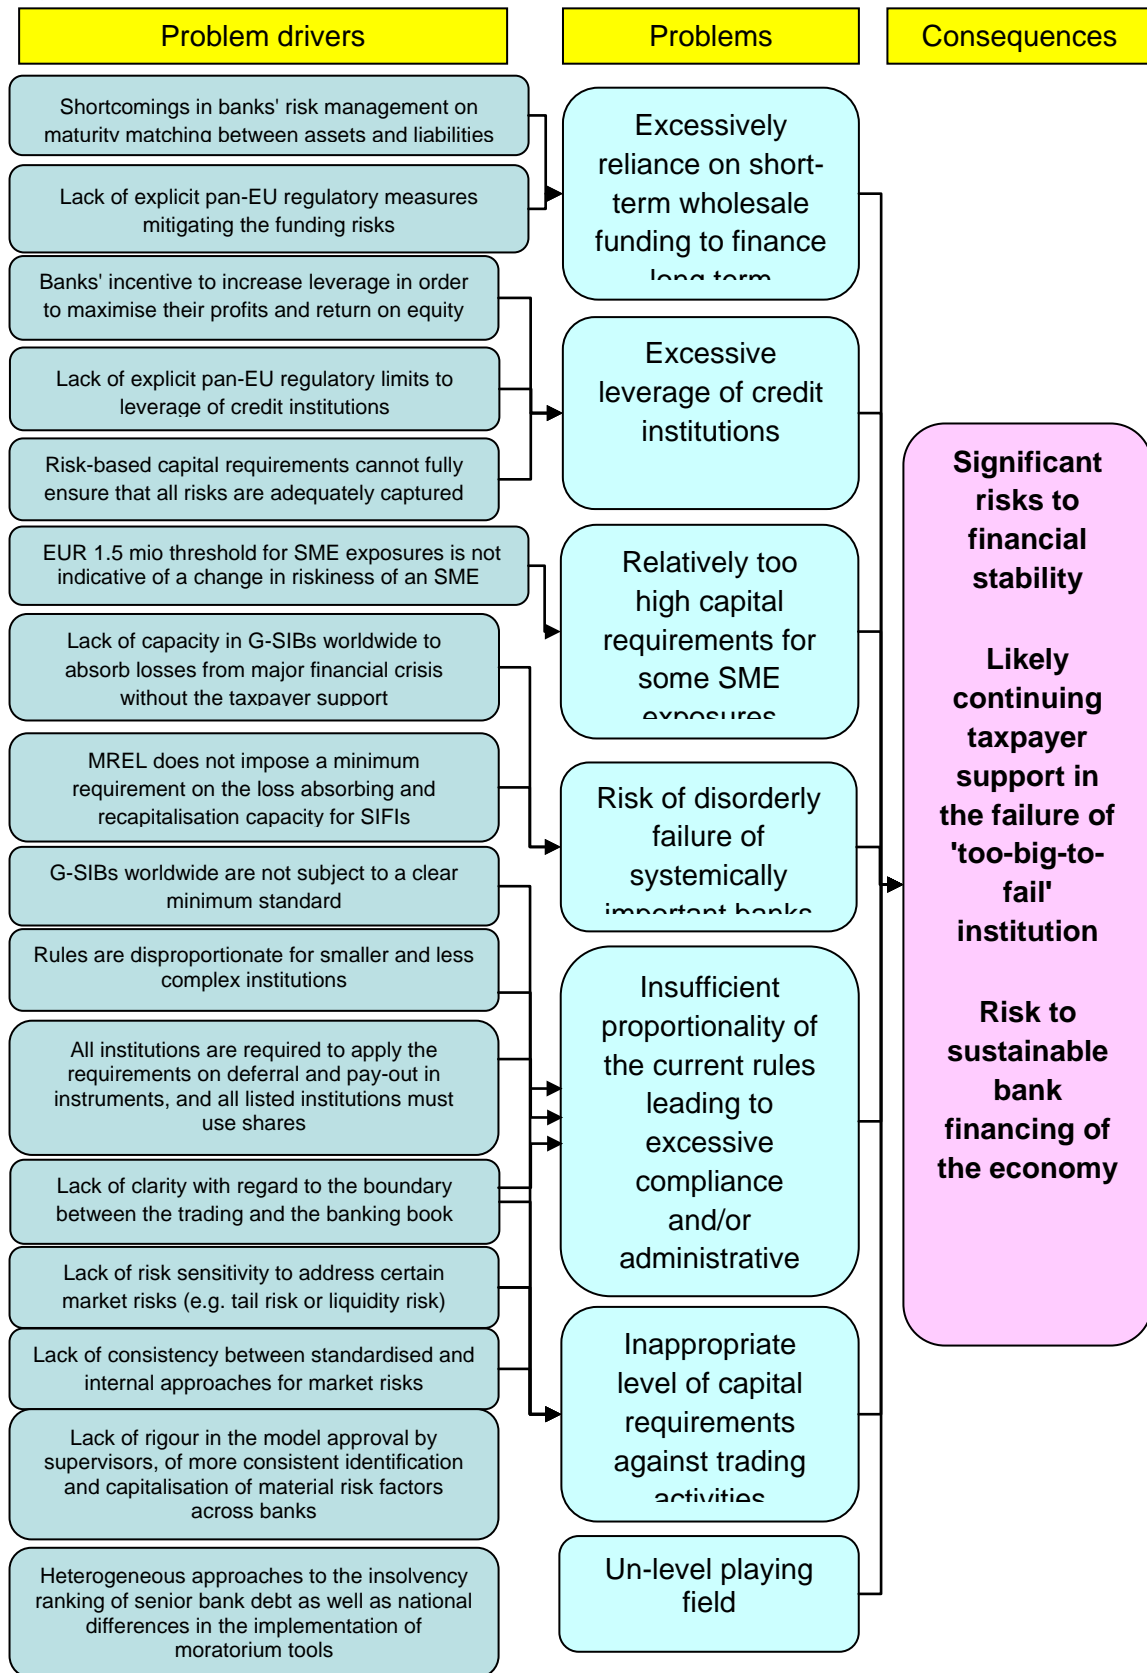 Problem drivers
Problems
Consequences
Shortcomings in banks' risk management on
maturity matching between assets and liabilities
Lack of explicit pan-EU regulatory measures
mitigating the funding risks
Banks' incentive to increase leverage in order
to maximise their profits and return on equity
Lack of explicit pan-EU regulatory limits to
leverage of credit institutions
Risk-based capital requirements cannot fully
ensure that all risks are adequately captured
EUR 1.5 mio threshold for SME exposures is not
indicative of a change in riskiness of an SME
Lack of capacity in G-SIBs worldwide to
absorb losses from major financial crisis
without the taxpayer support
MREL does not impose a minimum
requirement on the loss absorbing and
recapitalisation capacity for SIFIs
G-SIBs worldwide are not subject to a clear
minimum standard
Rules are disproportionate for smaller and less
complex institutions
All institutions are required to apply the
requirements on deferral and pay-out in
instruments, and all listed institutions must
use shares
Lack of clarity with regard to the boundary
between the trading and the banking book
Lack of risk sensitivity to address certain
market risks (e.g. tail risk or liquidity risk)
Lack of consistency between standardised and
internal approaches for market risks
Lack of rigour in the model approval by
supervisors, of more consistent identification
and capitalisation of material risk factors
across banks
Heterogeneous approaches to the insolvency
ranking of senior bank debt as well as national
differences in the implementation of
moratorium tools
Excessively
reliance on short-
term wholesale
funding to finance
long term
Excessive
leverage of credit
institutions
Relatively too
high capital
requirements for
some SME
exposures
Risk of disorderly
failure of
systemically
important banks
Insufficient
proportionality of
the current rules
leading to
excessive
compliance
and/or
administrative
Inappropriate
level of capital
requirements
against trading
activities
Un-level playing
field
Significant
risks to
financial
stability
Likely
continuing
taxpayer
support in
the failure of
'too-big-to-
fail'
institution
Risk to
sustainable
bank
financing of
the economy